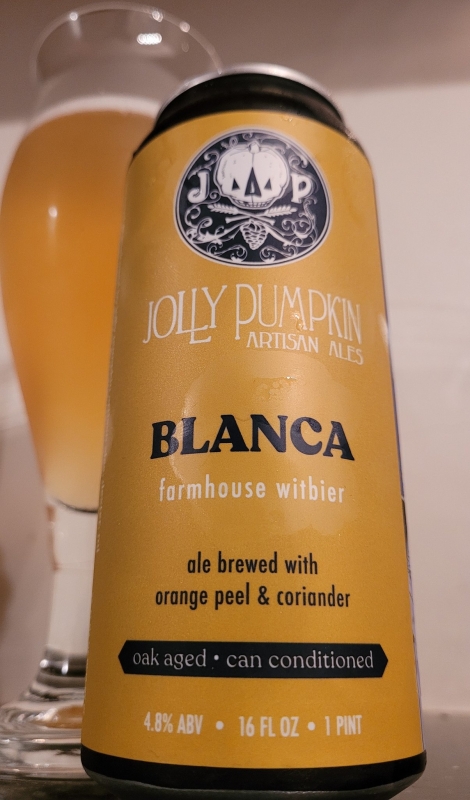 J P
JOLLY PUMPKIN
ARTISAN ALES
BLANCA
farmhouse witbier
ale brewed with
orange peel & coriander
oak aged • can conditioned
4.8% ABV • 16 FL OZ • 1 PINT